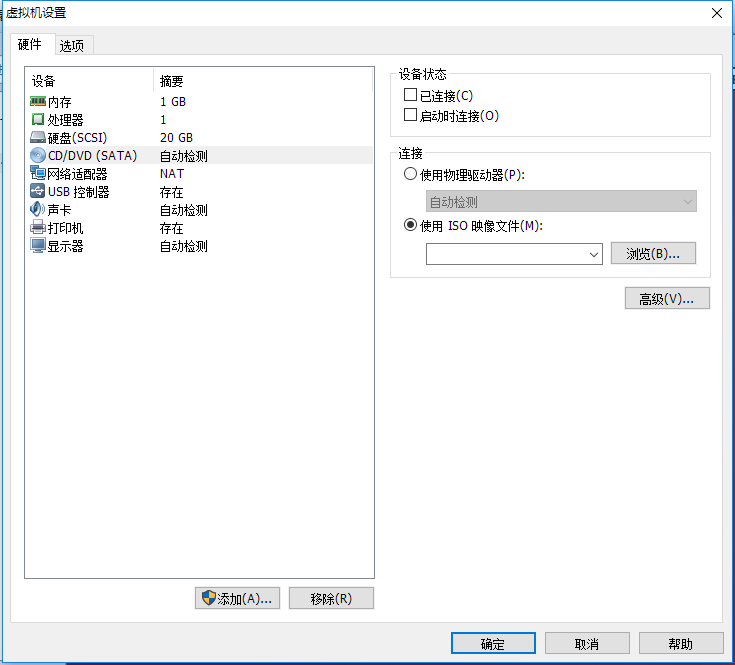 虚拟机设置
硬件 选项
设备 摘要
内存 1 GB
处理器 1
硬盘(SCSI) 20 GB
CD/DVD (SATA) 自动检测
网络适配器 NAT
USB 控制器 存在
声卡 自动检测
打印机 存在
显示器 自动检测
添加(A)... 移除(R)
设备状态
已连接(C)
启动时连接(O)
连接
使用物理驱动器(P):
自动检测
使用 ISO 映像文件(M):
浏览(B)...
高级(V)...
确定 取消 帮助